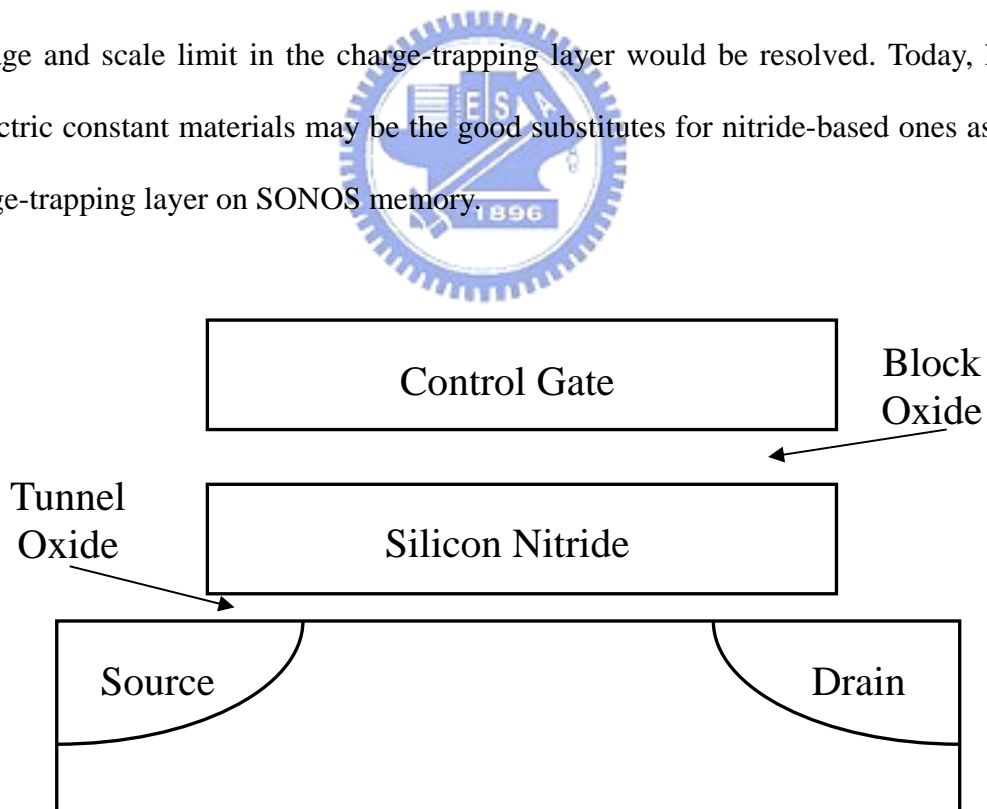 age and scale limit in the charge-trapping layer would be resolved. Today,
ctric constant materials may be the good substitutes for nitride-based ones as
ge-trapping layer on SONOS memory.
E S A
1896
Control Gate
Block
Oxide
Tunnel
Oxide
Silicon Nitride
Source
Drain